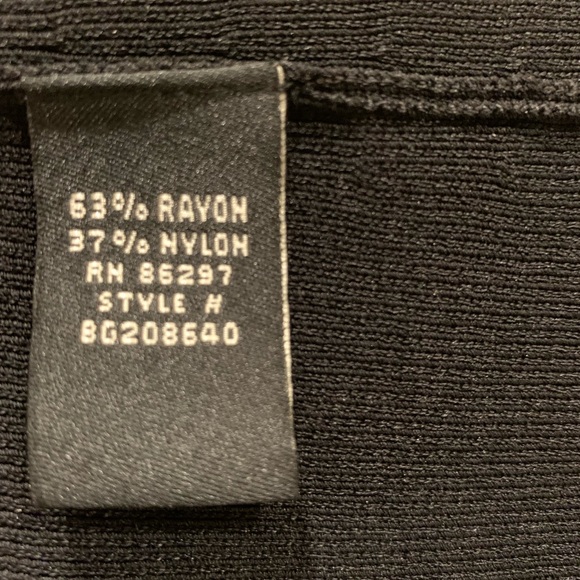 63% RAYON
37% NYLON
RN 86297
STYLE #
BG208640